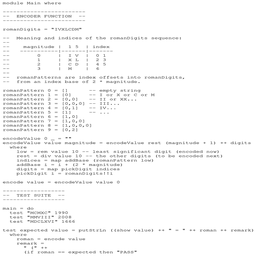 module Main where
------------------------
-- ENCODER FUNCTION --
------------------------
romanDigits = "IVXLCDM"
-- Meaning and indices of the romanDigits sequence:
--
-- magnitude | 1 5 | index
-- -----------|-------|-----------
-- 0 | I V | 0 1
-- 1 | X L | 2 3
-- 2 | C D | 4 5
-- 3 | M | 6
--
-- romanPatterns are index offsets into romanDigits,
-- from an index base of 2 * magnitude.
romanPattern 0 = [] -- empty string
romanPattern 1 = [0] -- I or X or C or M
romanPattern 2 = [0,0] -- II or XX...
romanPattern 3 = [0,0,0] -- III...
romanPattern 4 = [0,1] -- IV...
romanPattern 5 = [1] -- ...
romanPattern 6 = [1,0]
romanPattern 7 = [1,0,0]
romanPattern 8 = [1,0,0,0]
romanPattern 9 = [0,2]
encodeValue 0 _ = ""
encodeValue value magnitude = encodeValue rest (magnitude + 1) ++ digits
where
low = rem value 10 -- least significant digit (encoded now)
rest = div value 10 -- the other digits (to be encoded next)
indices = map addBase (romanPattern low)
addBase i = i + (2 * magnitude)
digits = map pickDigit indices
pickDigit i = romanDigits!!i
encode value = encodeValue value 0
------------------
-- TEST SUITE --
------------------
main = do
test "MCMXC" 1990
test "MMVIII" 2008
test "MDCLXVI" 1666
test expected value = putStrLn ((show value) ++ " = " ++ roman ++ remark)
where
roman = encode value
remark =
" (" ++
(if roman == expected then "PASS"